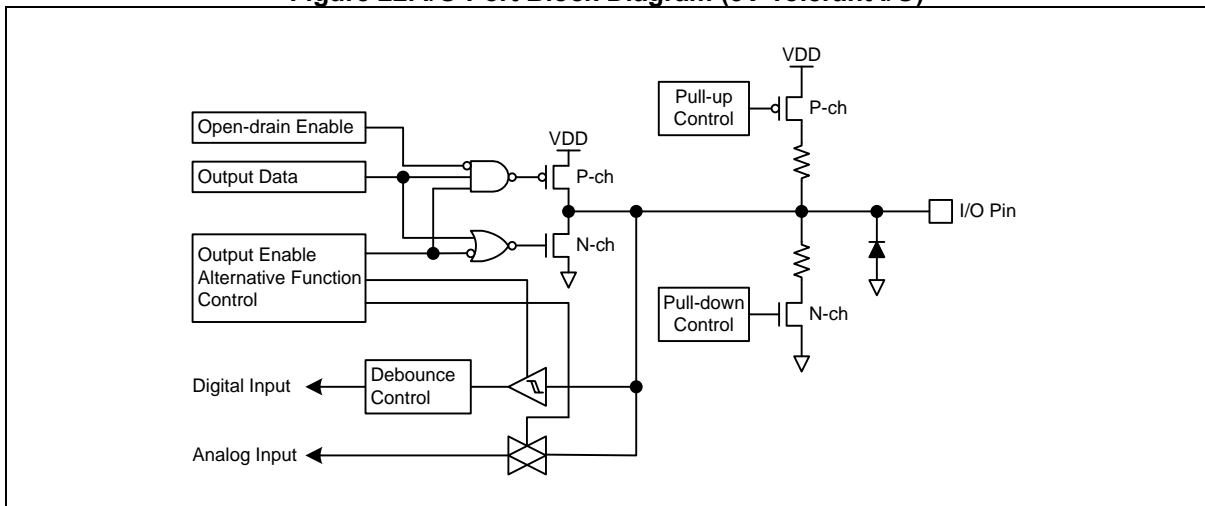 VDD
Pull-up
Control
P-ch
Open-drain Enable
VDD
Output Data
P-ch
I/O Pin
N-ch
Output Enable
Alternative Function
Control
Pull-down
Control
N-ch
Digital Input
Debounce
Control
Analog Input